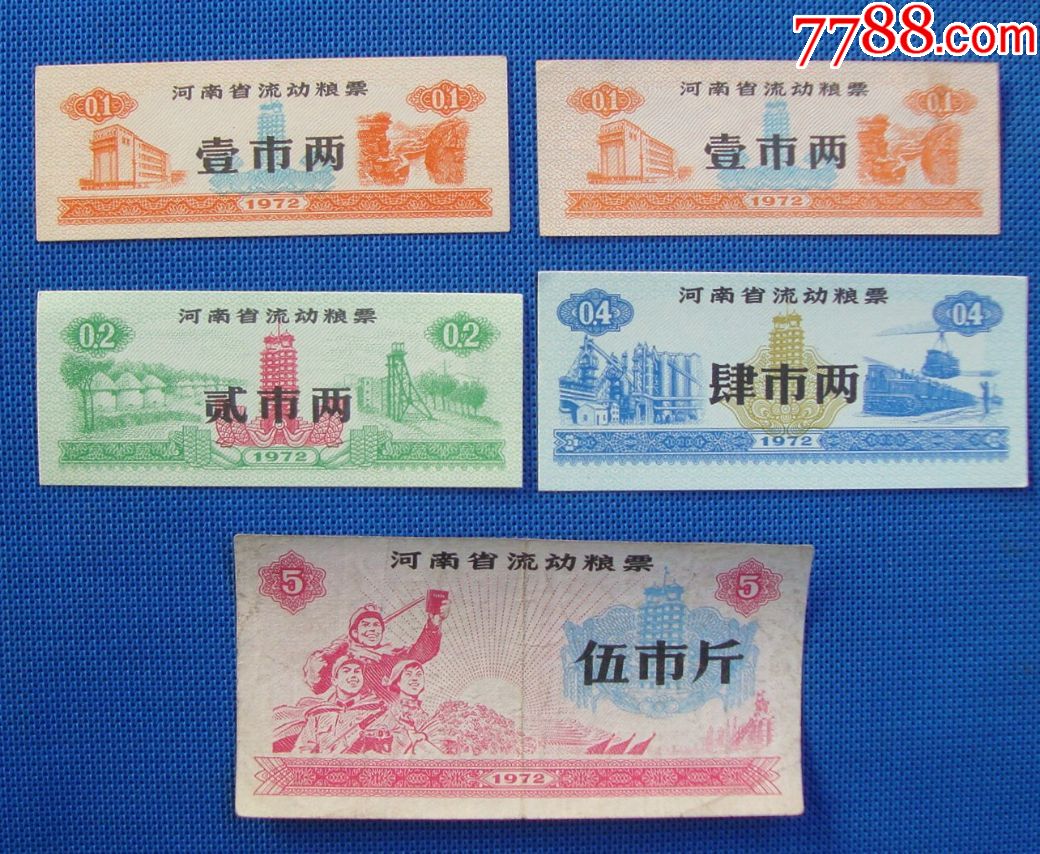 7788.com
河南省流动粮票
0.1 0.1
壹市两
1972
河南省流动粮票
0.1 0.1
壹市两
1972
河南省流动粮票
0.2 0.2
贰市两
1972
河南省流动粮票
0.4 0.4
肆市两
1972
河南省流动粮票
5 5
伍市斤
1972